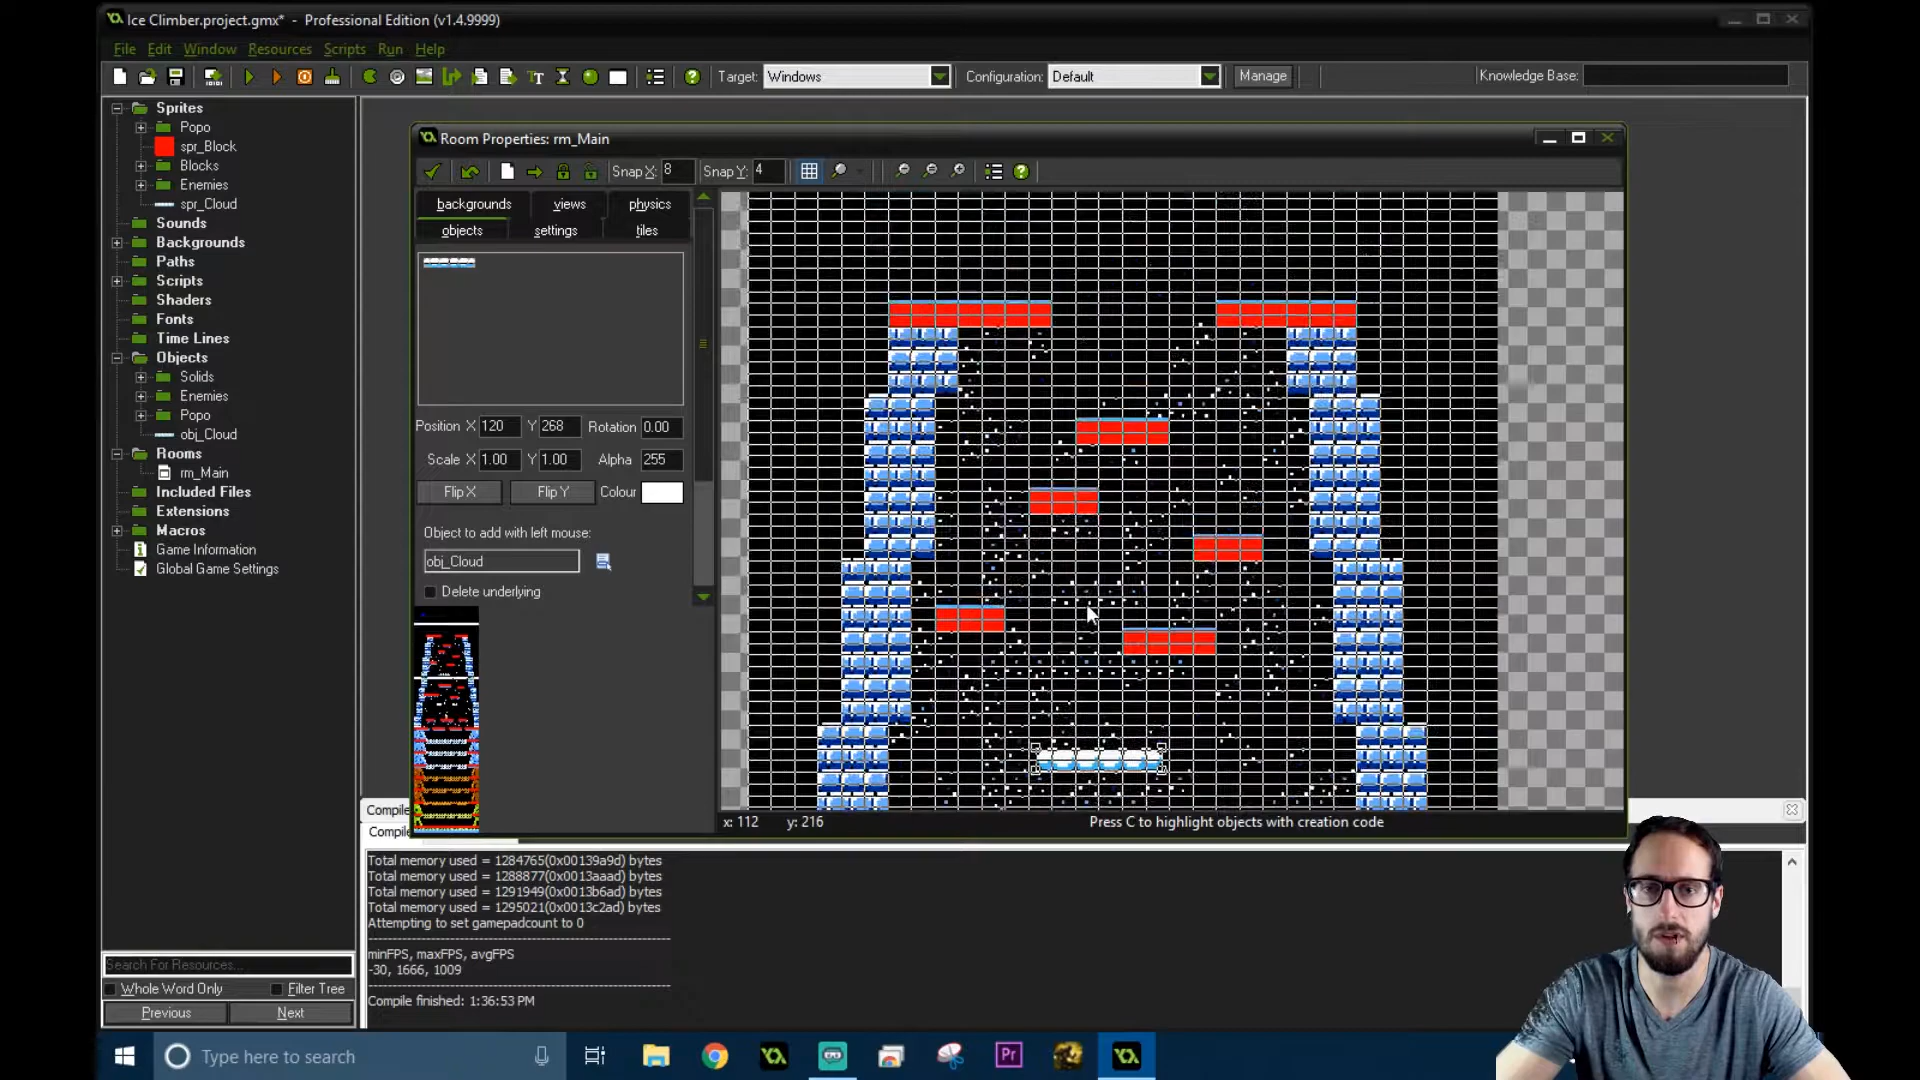 Ice Climber.project.gmx* - Professional Edition (v1.4.9999)
File Edit Window Resources Scripts Run Help
Target: Windows Configuration: Default Manage Knowledge Base:
Sprites
Popo
spr_Block
Blocks
Enemies
spr_Cloud
Sounds
Backgrounds
Paths
Scripts
Shaders
Fonts
Time Lines
Objects
Solids
Enemies
Popo
obj_Cloud
Rooms
rm_Main
Included Files
Extensions
Macros
Game Information
Global Game Settings
Search For Resources...
Whole Word Only Filter Tree
Previous Next
Room Properties: rm_Main
Snap X: 8 Snap Y: 4
backgrounds views physics
objects settings tiles
Position X 120 Y 268 Rotation 0.00
Scale X 1.00 Y 1.00 Alpha 255
Flip X Flip Y Colour
Object to add with left mouse:
obj_Cloud
Delete underlying
x: 112 y: 216 Press C to highlight objects with creation code
Compile
Compile
Total memory used = 1284765(0x00139a9d) bytes
Total memory used = 1288877(0x0013aaad) bytes
Total memory used = 1291949(0x0013b6ad) bytes
Total memory used = 1295021(0x0013c2ad) bytes
Attempting to set gamepadcount to 0
minFPS, maxFPS, avgFPS
-30, 1666, 1009
Compile finished: 1:36:53 PM
Type here to search
Pr